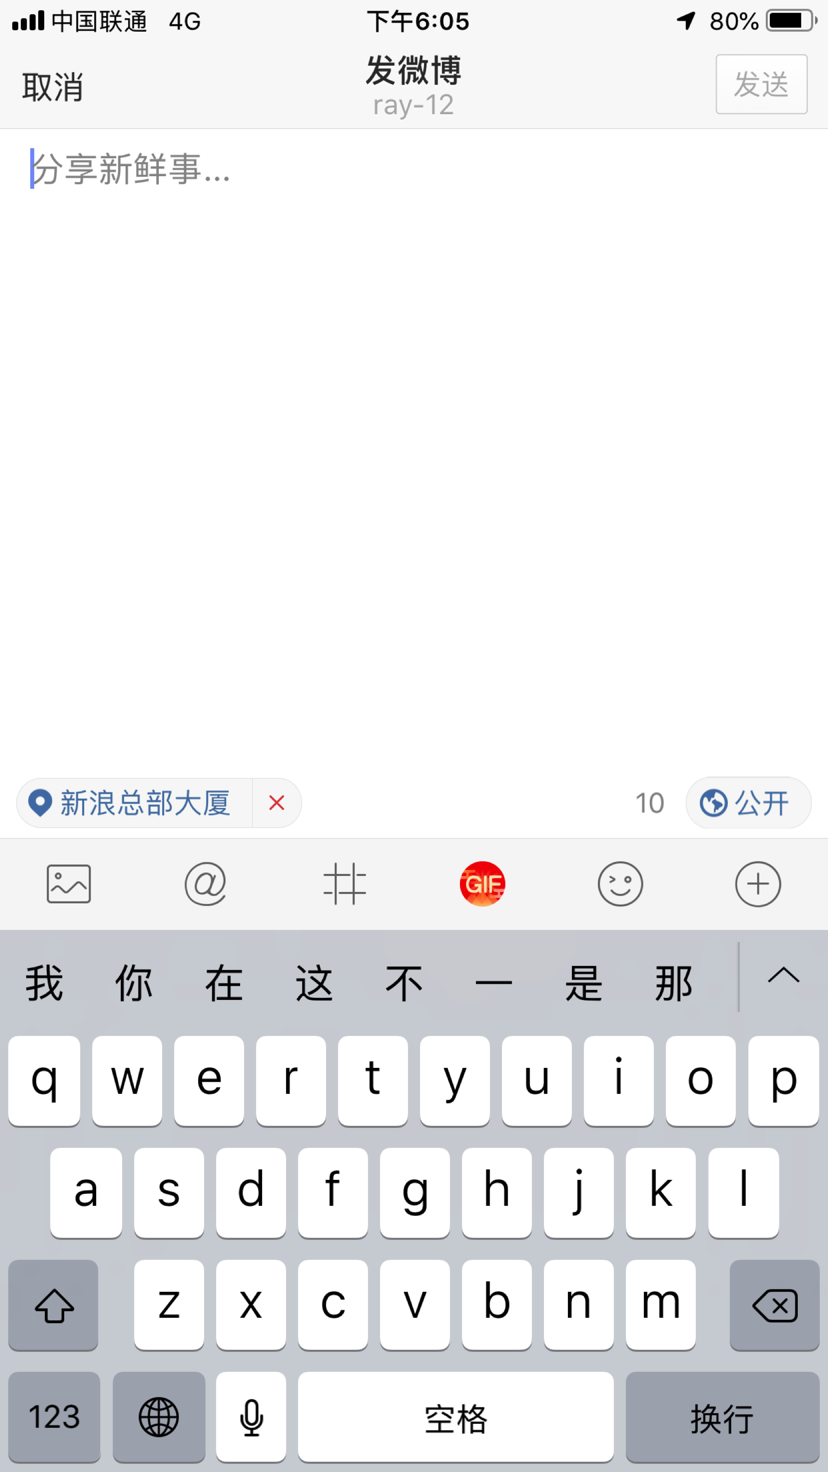 中国联通 4G 下午6:05 80%
取消 发微博 发送
ray-12
分享新鲜事...
新浪总部大厦 10 公开
@ GIF
我 你 在 这 不 一 是 那
q w e r t y u i o p
a s d f g h j k l
z x c v b n m
123 空格 换行